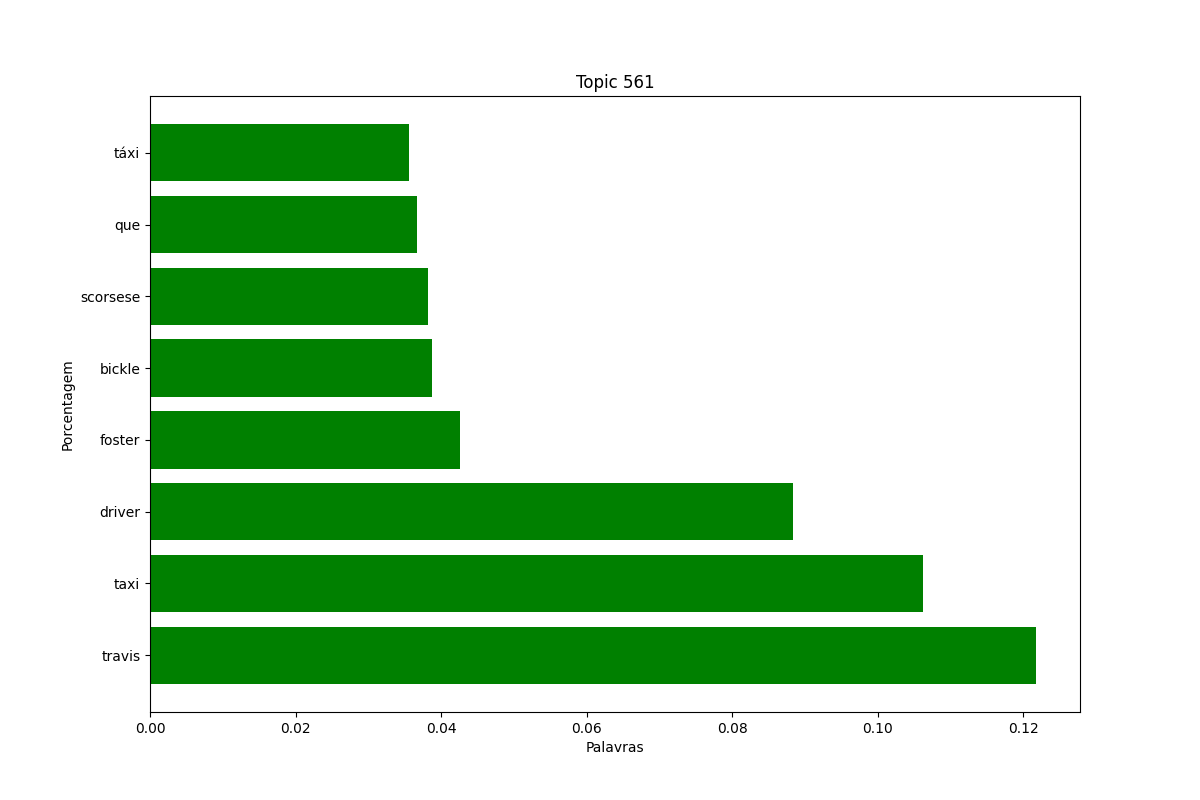 Topic 561
táxi
que
scorsese
bickle
foster
driver
taxi
travis
Porcentagem
0.00 0.02 0.04 0.06 0.08 0.10 0.12
Palavras